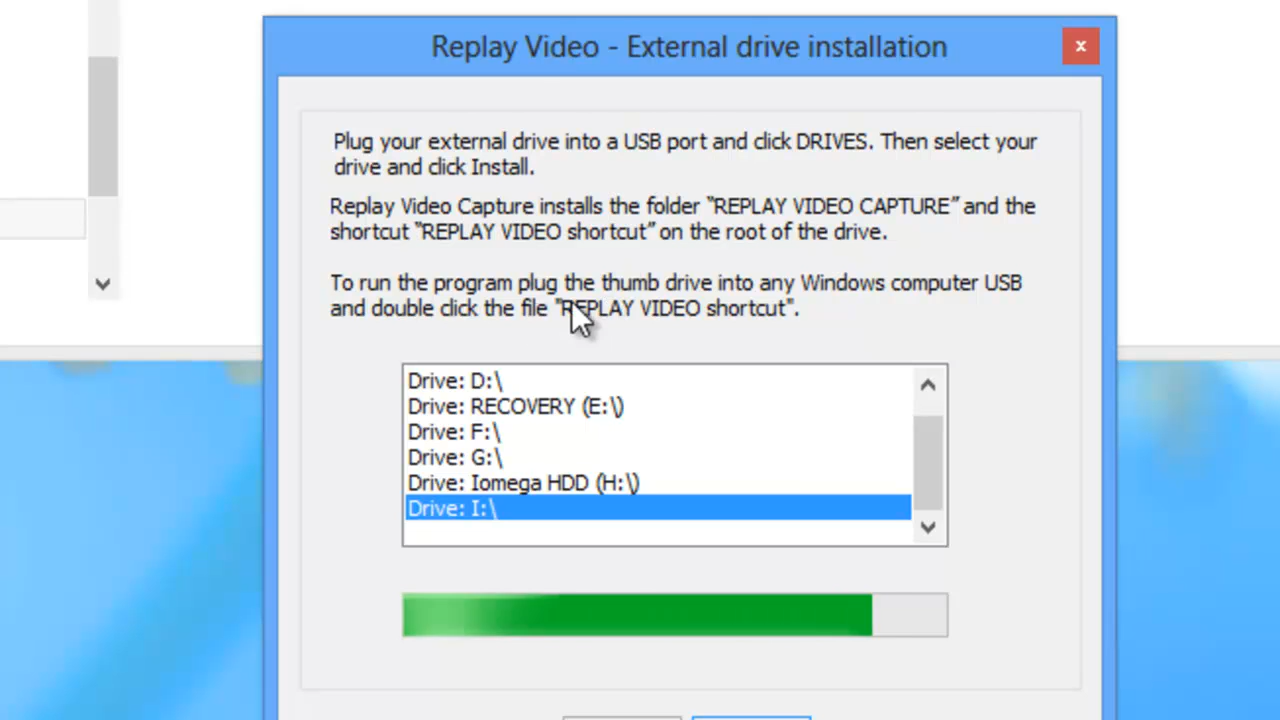 Replay Video - External drive installation
x
Plug your external drive into a USB port and click DRIVES. Then select your
drive and click Install.
Replay Video Capture installs the folder "REPLAY VIDEO CAPTURE" and the
shortcut "REPLAY VIDEO shortcut" on the root of the drive.
To run the program plug the thumb drive into any Windows computer USB
and double click the file "REPLAY VIDEO shortcut".
Drive: D:\
Drive: RECOVERY (E:\)
Drive: F:\
Drive: G:\
Drive: Iomega HDD (H:\)
Drive: I:\